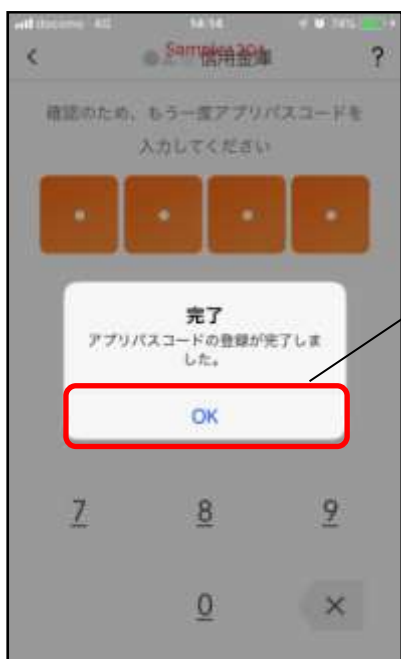 docomo 4G 14:14 74%
信用金庫 ?
確認のため、もう一度アプリパスコードを
入力してください
完了
アプリパスコードの登録が完了しま
した。
OK
7 8 9
0